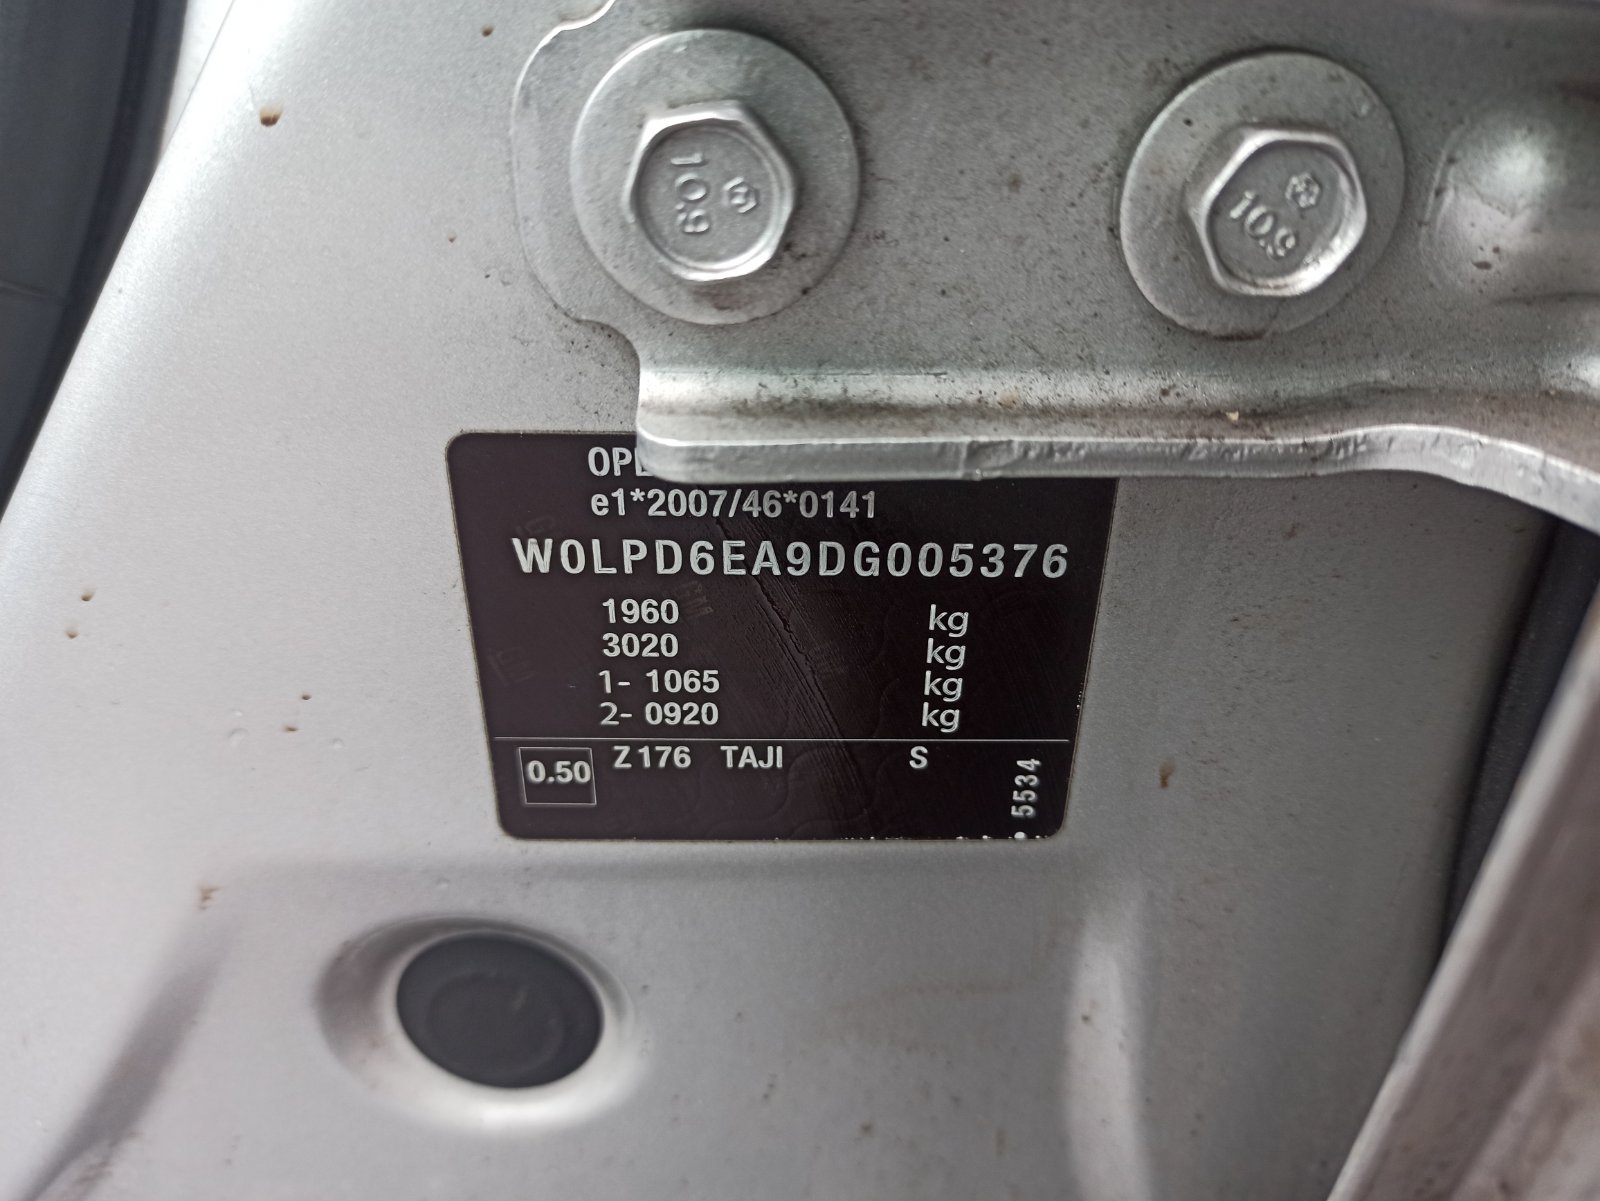 10.9
10.9
OPE
e1*2007/46*0141
W0LPD6EA9DG005376
1960 kg
3020 kg
1- 1065 kg
2- 0920 kg
0.50 Z176 TAJI S
5534